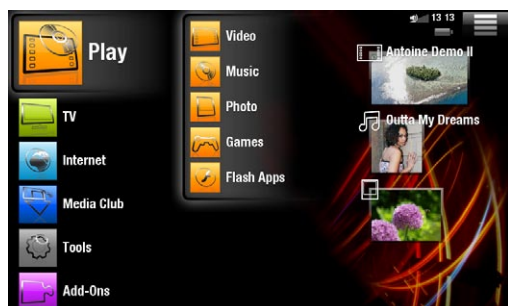 13 13
Play
TV
Internet
Media Club
Tools
Add-Ons
Video
Music
Photo
Games
Flash Apps
Antoine Demo II
Outta My Dreams